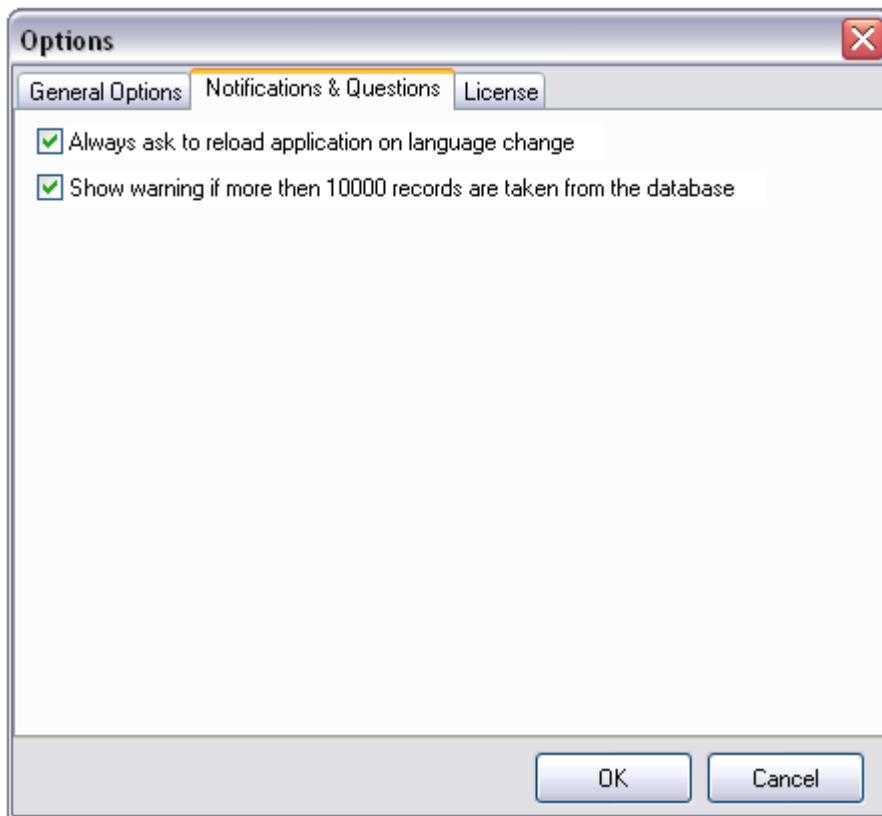 Options
General Options Notifications & Questions License
Always ask to reload application on language change
Show warning if more then 10000 records are taken from the database
OK Cancel